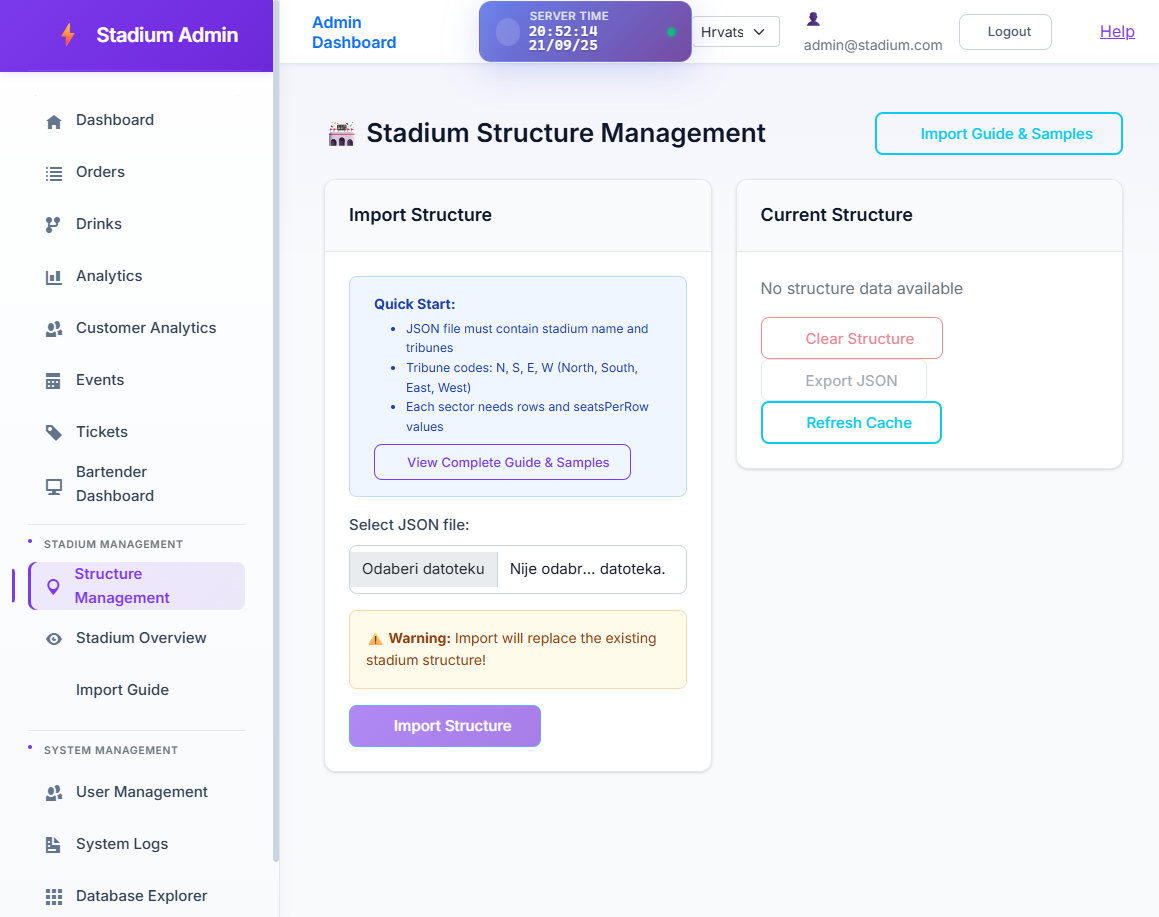 Stadium Admin
Admin
Dashboard
SERVER TIME
20:52:14
21/09/25
Hrvats
admin@stadium.com
Logout
Help
Dashboard
Orders
Drinks
Analytics
Customer Analytics
Events
Tickets
Bartender
Dashboard
STADIUM MANAGEMENT
Structure
Management
Stadium Overview
Import Guide
SYSTEM MANAGEMENT
User Management
System Logs
Database Explorer
Stadium Structure Management
Import Guide & Samples
Import Structure
Quick Start:
• JSON file must contain stadium name and
tribunes
• Tribune codes: N, S, E, W (North, South,
East, West)
• Each sector needs rows and seatsPerRow
values
View Complete Guide & Samples
Select JSON file:
Odaberi datoteku Nije odabr... datoteka.
Warning: Import will replace the existing
stadium structure!
Import Structure
Current Structure
No structure data available
Clear Structure
Export JSON
Refresh Cache